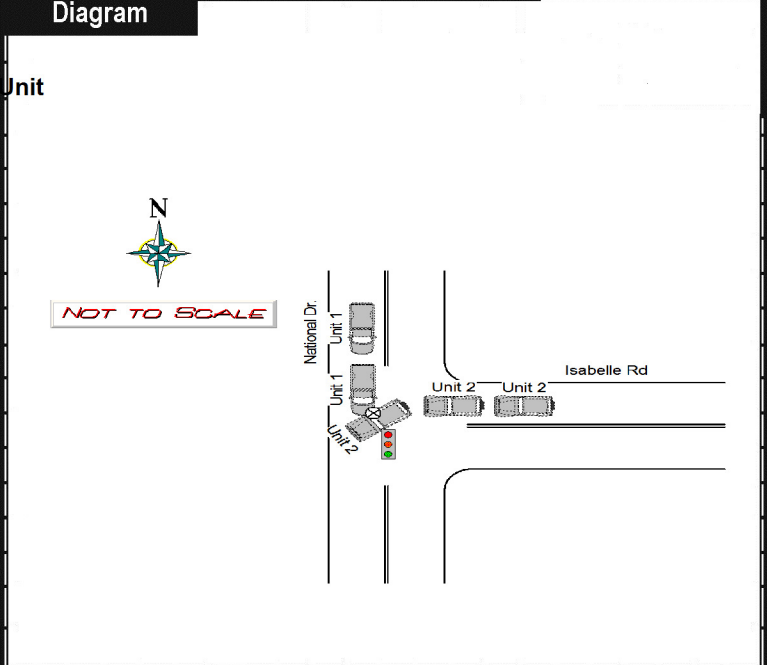 Diagram
Unit
N
NOT TO SCALE
National Dr.
Unit 1
Unit 1
Isabelle Rd
Unit 2
Unit 2
Unit 2